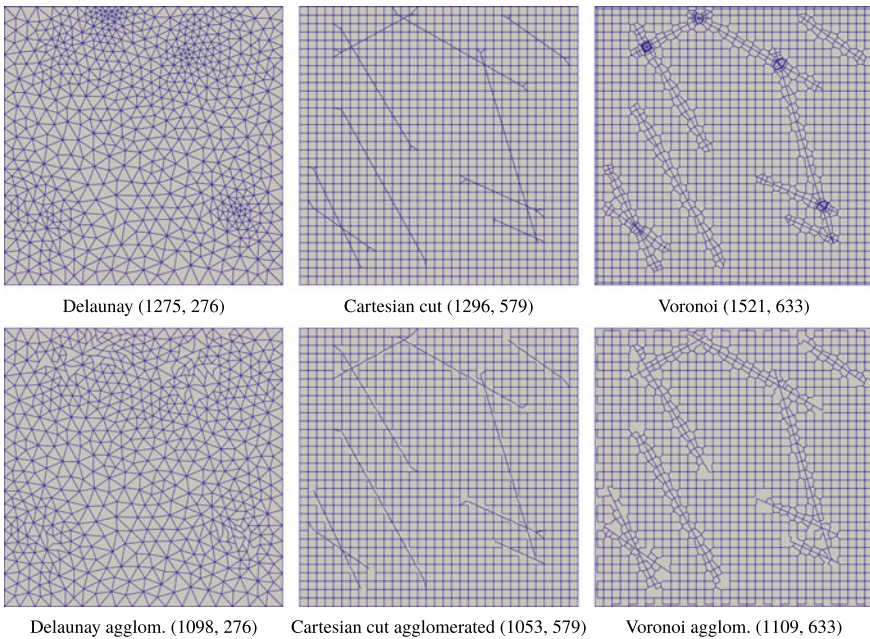 Delaunay (1275, 276)
Cartesian cut (1296, 579)
Voronoi (1521, 633)
Delaunay agglom. (1098, 276)
Cartesian cut agglomerated (1053, 579)
Voronoi agglom. (1109, 633)